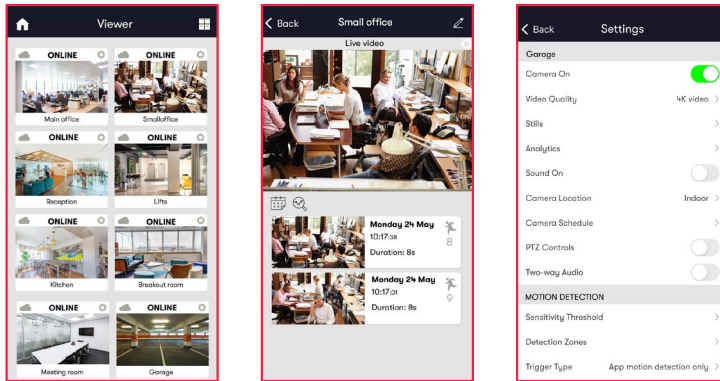 Viewer
ONLINE
ONLINE
Main office
Smalloffice
ONLINE
ONLINE
Reception
Lifts
ONLINE
ONLINE
Kitchen
Breakout room
ONLINE
ONLINE
Meeting room
Garage
Back
Small office
Live video
Monday 24 May
10:17:38
8
Duration: 8s
Monday 24 May
10:17:01
9
Duration: 8s
Back
Settings
Garage
Camera On
Video Quality 4K video
Stills
Analytics
Sound On
Camera Location Indoor
Camera Schedule
PTZ Controls
Two-way Audio
MOTION DETECTION
Sensitivity Threshold
Detection Zones
Trigger Type App motion detection only